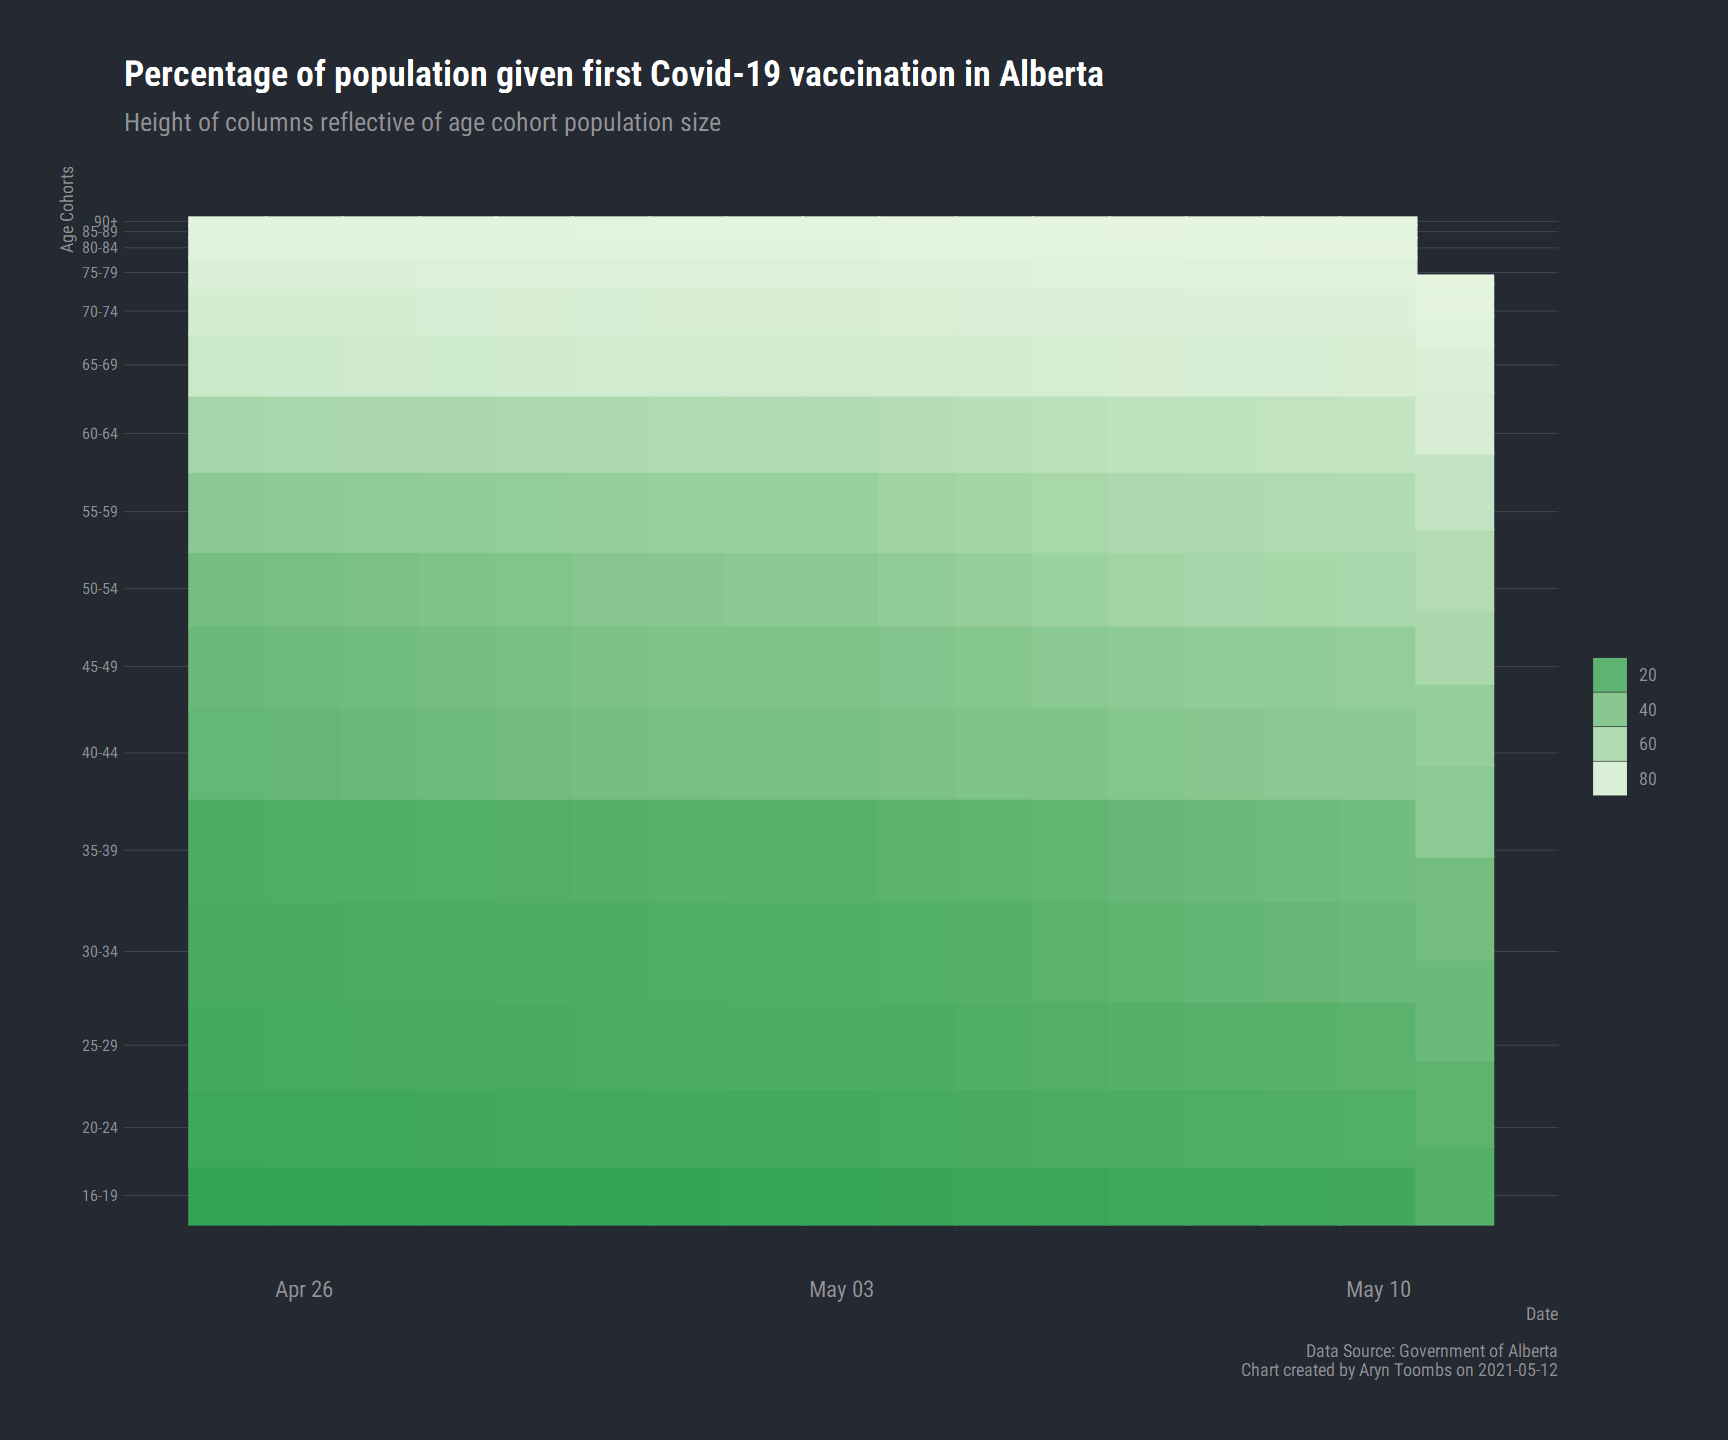 Percentage of population given first Covid-19 vaccination in Alberta
Height of columns reflective of age cohort population size
Age Cohorts
90+
85-89
80-84
75-79
70-74
65-69
60-64
55-59
50-54
45-49
40-44
35-39
30-34
25-29
20-24
16-19
20
40
60
80
Apr 26
May 03
May 10
Date
Data Source: Government of Alberta
Chart created by Aryn Toombs on 2021-05-12